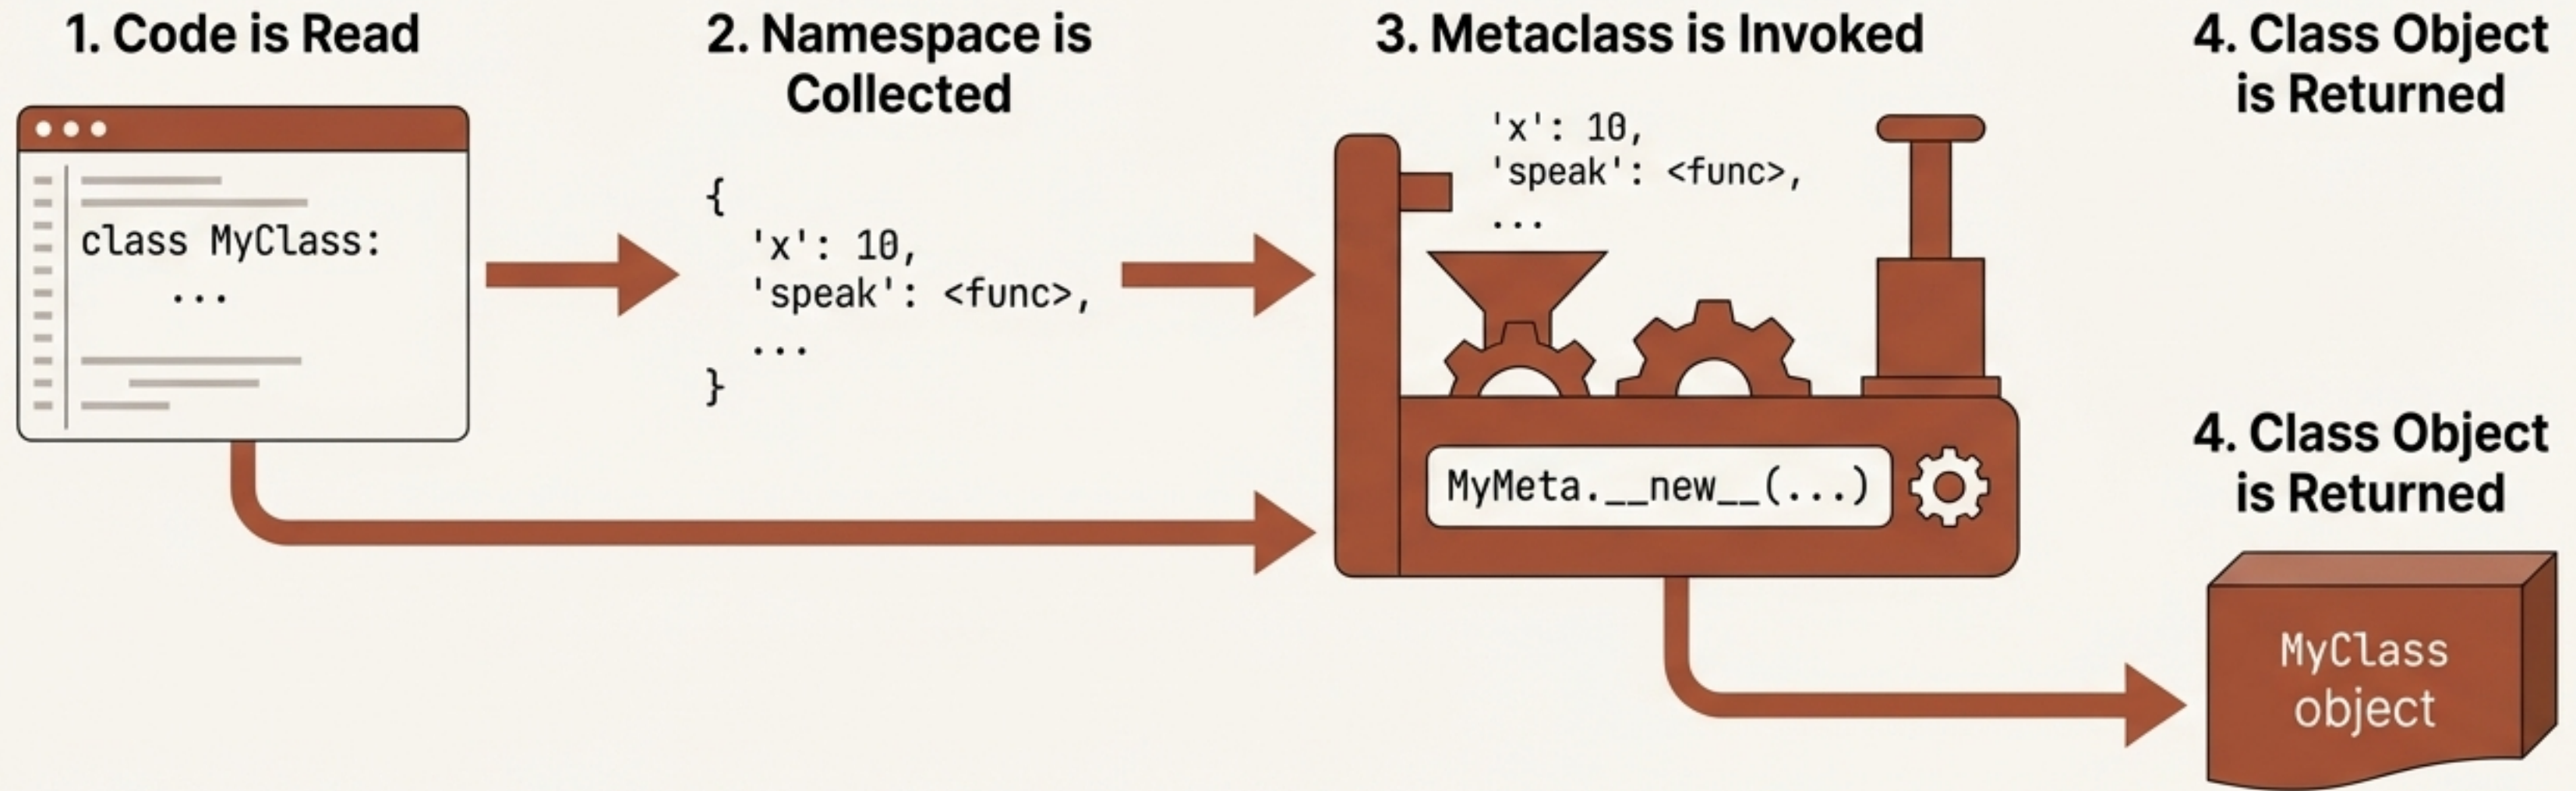 1. Code is Read
class MyClass:
...
2. Namespace is
Collected
{
'x': 10,
'speak': <func>,
...
}
3. Metaclass is Invoked
'x': 10,
'speak': <func>,
...
MyMeta.__new__(...)
4. Class Object
is Returned
4. Class Object
is Returned
MyClass
object